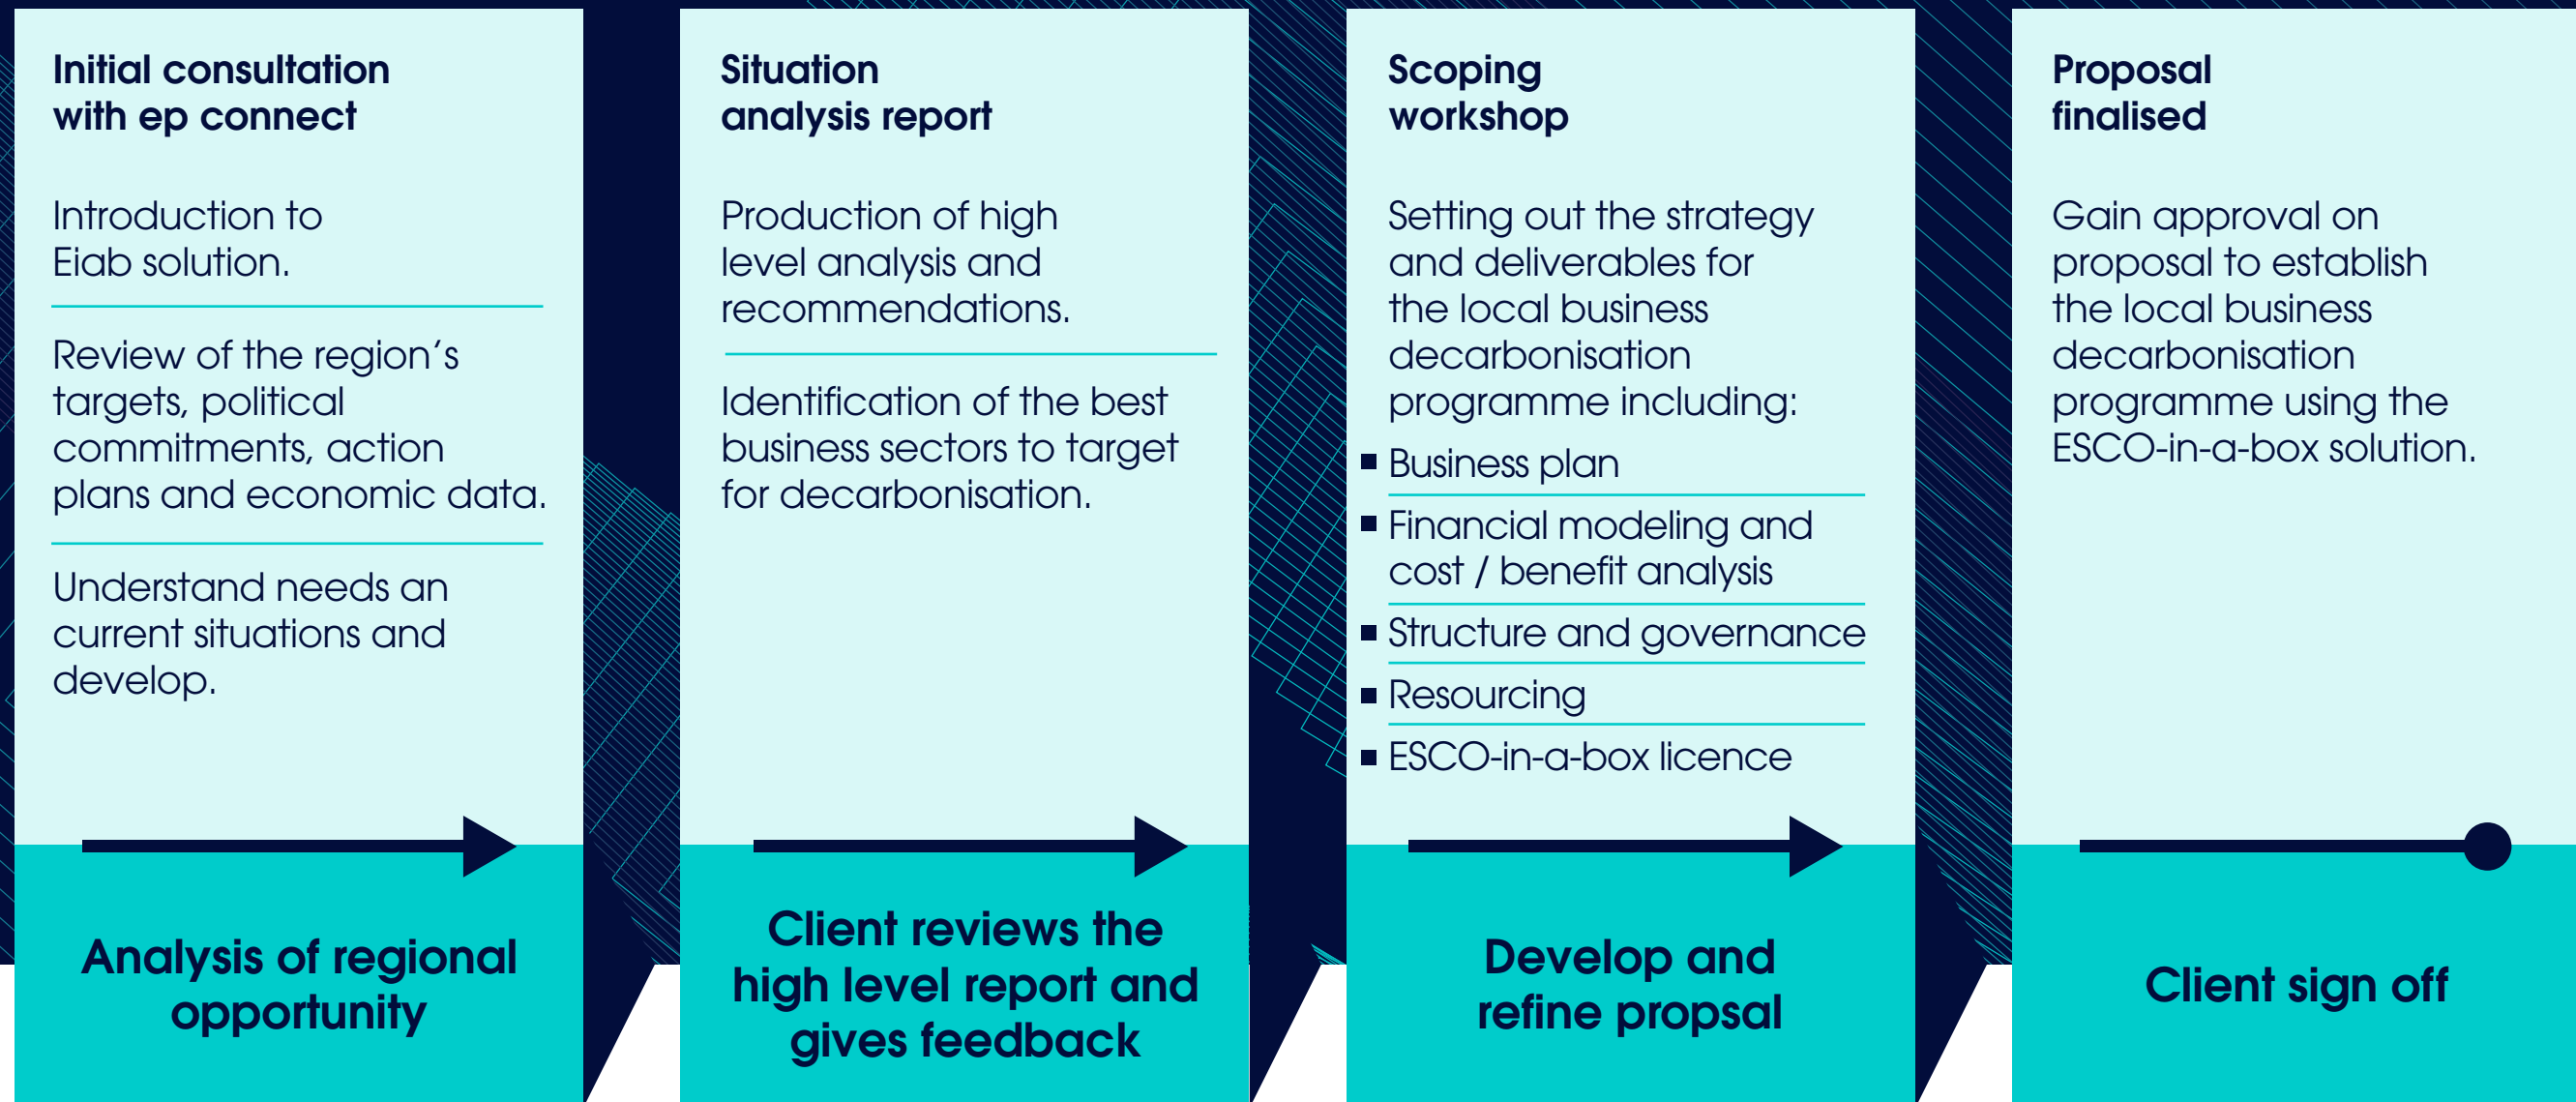 Initial consultation
with ep connect
Introduction to
Eiab solution.
Review of the region's
targets, political
commitments, action
plans and economic data.
Understand needs an
current situations and
develop.
Analysis of regional
opportunity
Situation
analysis report
Production of high
level analysis and
recommendations.
Identification of the best
business sectors to target
for decarbonisation.
Client reviews the
high level report and
gives feedback
Scoping
workshop
Setting out the strategy
and deliverables for
the local business
decarbonisation
programme including:
▪ Business plan
▪ Financial modeling and
cost / benefit analysis
▪ Structure and governance
▪ Resourcing
▪ ESCO-in-a-box licence
Develop and
refine propsal
Proposal
finalised
Gain approval on
proposal to establish
the local business
decarbonisation
programme using the
ESCO-in-a-box solution.
Client sign off